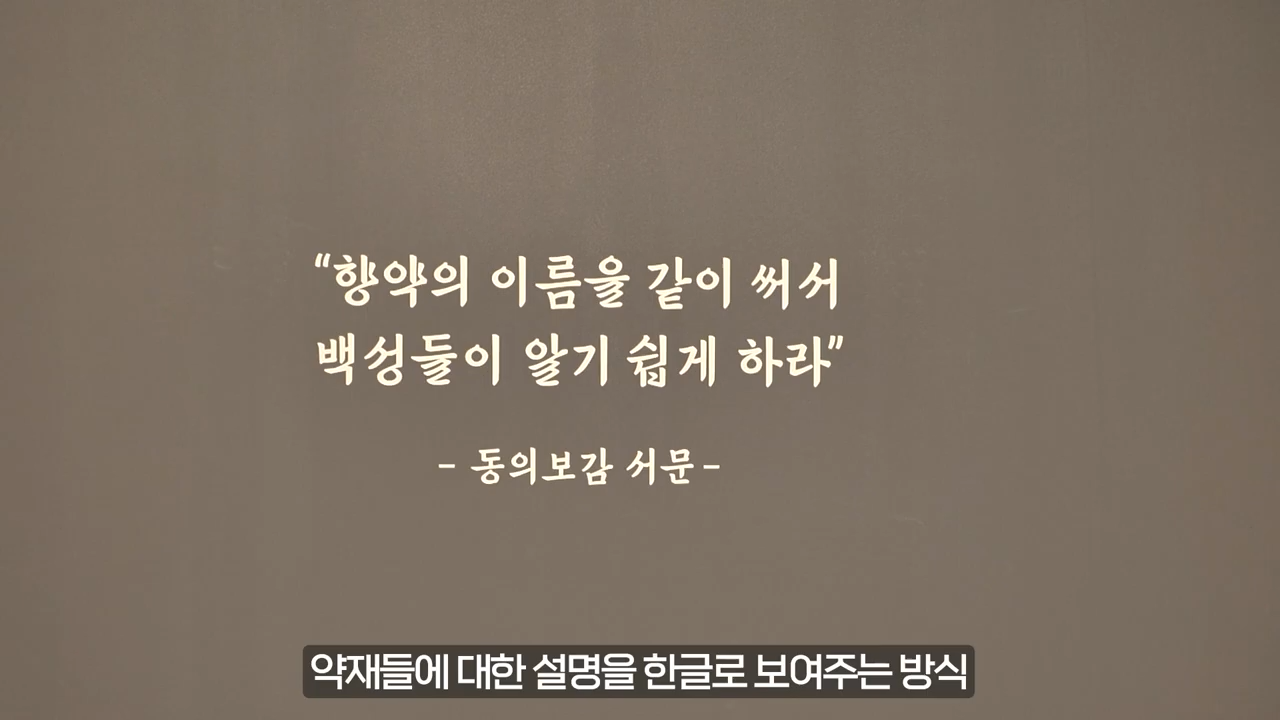 “향약의 이름을 같이 써서
백성들이 알기 쉽게 하라”
- 동의보감 서문 -
약재들에 대한 설명을 한글로 보여주는 방식